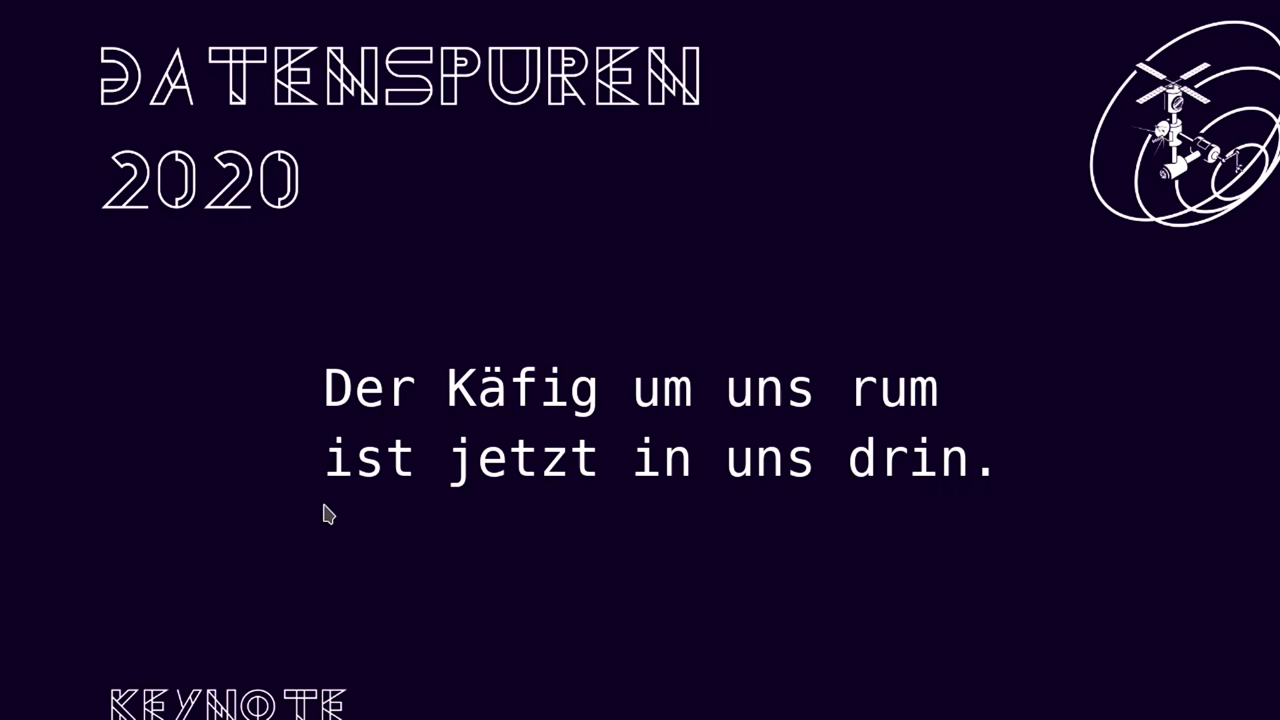 DATENSPUREN
2020
Der Käfig um uns rum
ist jetzt in uns drin.
KEYNOTE